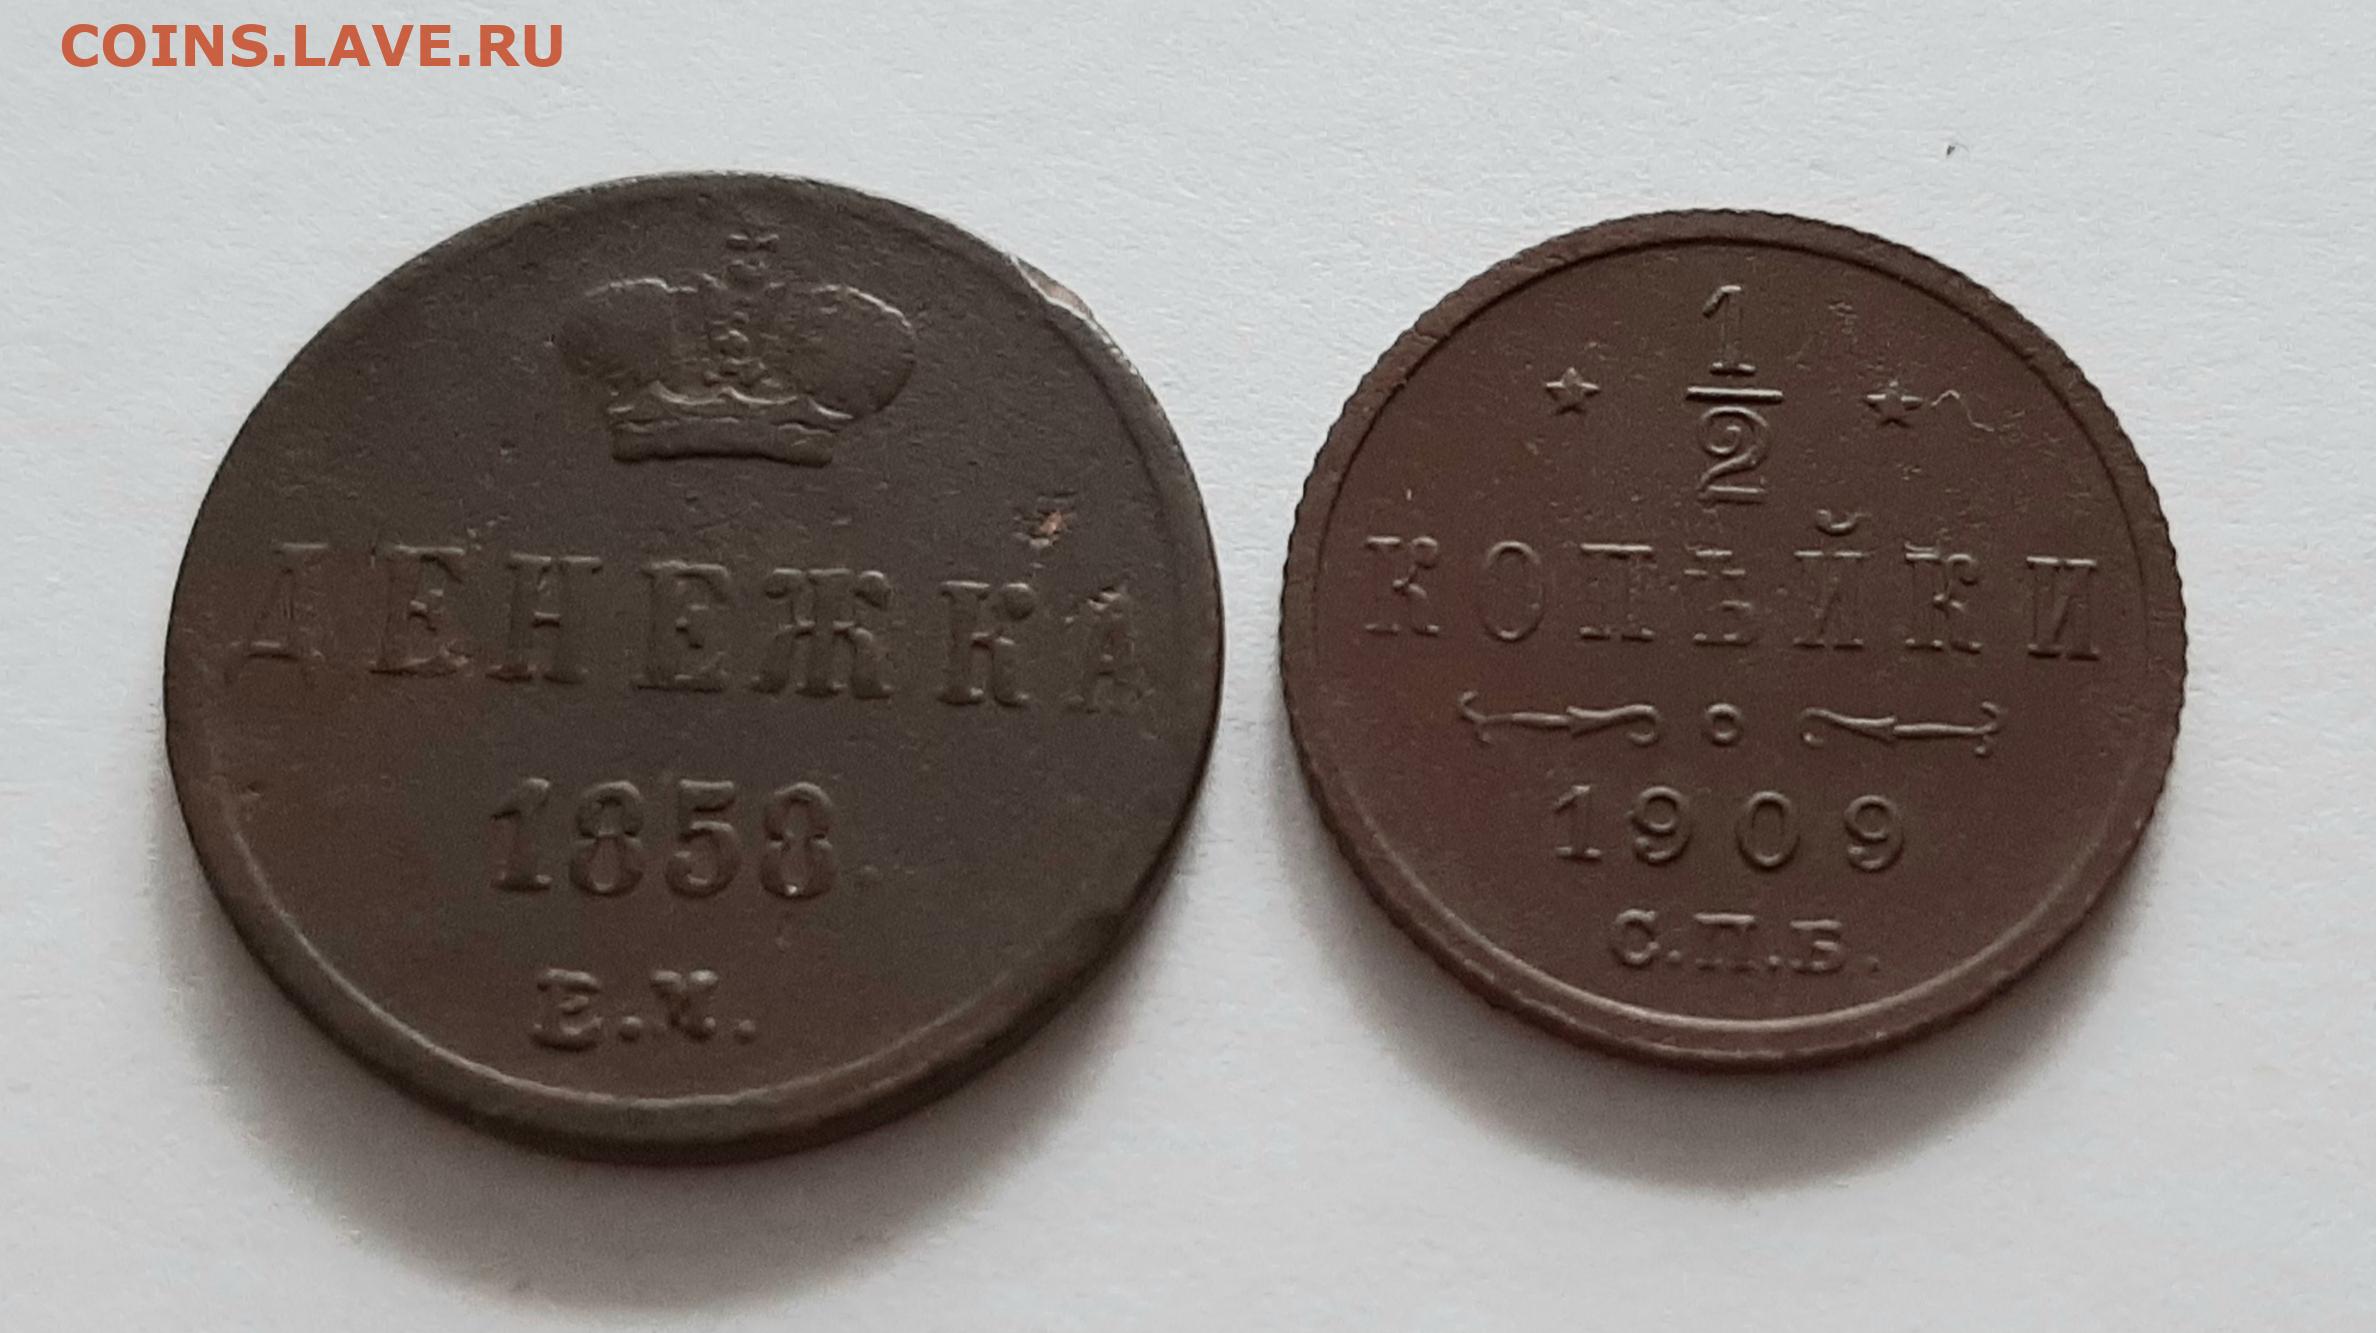 COINS.LAVE.RU
ДЕНЕЖКА
1858.
Е.М.
1
2
КОПѢЙКИ
1909
С.П.Б.